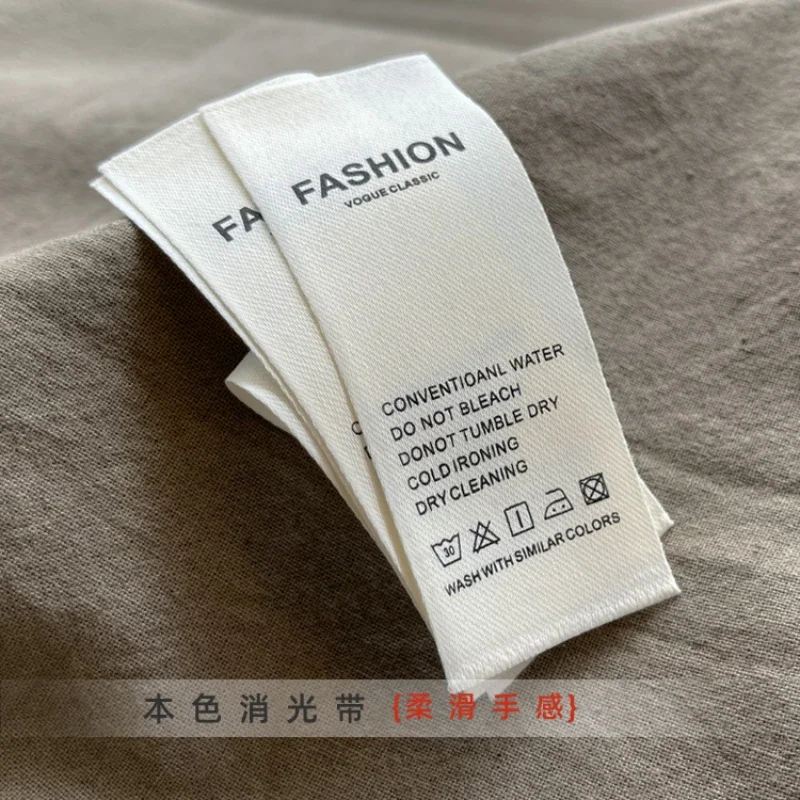 FASHION
VOGUE CLASSIC
FA
CONVENTIOANL WATER
DO NOT BLEACH
DONOT TUMBLE DRY
COLD IRONING
DRY CLEANING
30
WASH WITH SIMILAR COLORS
本色消光带 {柔滑手感}